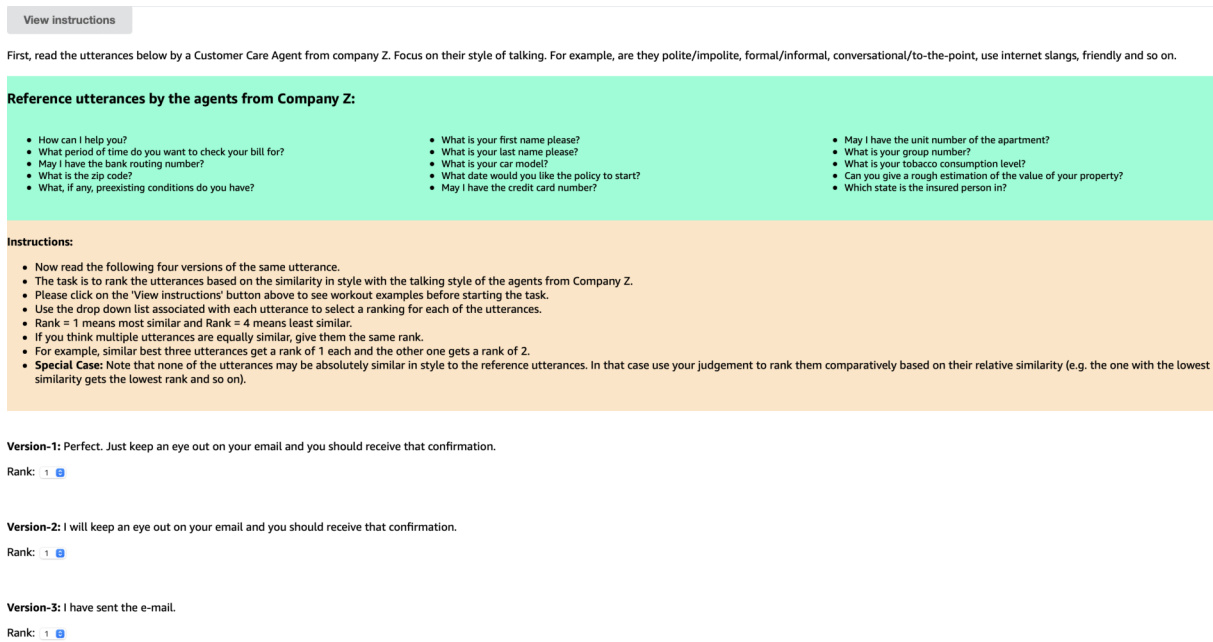 View instructions
First, read the utterances below by a Customer Care Agent from company Z. Focus on their style of talking. For example, are they polite/impolite, formal/informal, conversational/to-the-point, use internet slangs, friendly and so on.
Reference utterances by the agents from Company Z:
• How can I help you?
• What period of time do you want to check your bill for?
• May I have the bank routing number?
• What is the zip code?
• What, if any, preexisting conditions do you have?
• What is your first name please?
• What is your last name please?
• What is your car model?
• What date would you like the policy to start?
• May I have the credit card number?
• May I have the unit number of the apartment?
• What is your group number?
• What is your tobacco consumption level?
• Can you give a rough estimation of the value of your property?
• Which state is the insured person in?
Instructions:
• Now read the following four versions of the same utterance.
• The task is to rank the utterances based on the similarity in style with the talking style of the agents from Company Z.
• Please click on the 'View instructions' button above to see workout examples before starting the task.
• Use the drop down list associated with each utterance to select a ranking for each of the utterances.
• Rank = 1 means most similar and Rank = 4 means least similar.
• If you think multiple utterances are equally similar, give them the same rank.
• For example, similar best three utterances get a rank of 1 each and the other one gets a rank of 2.
• Special Case: Note that none of the utterances may be absolutely similar in style to the reference utterances. In that case use your judgement to rank them comparatively based on their relative similarity (e.g. the one with the lowest
similarity gets the lowest rank and so on).
Version-1: Perfect. Just keep an eye out on your email and you should receive that confirmation.
Rank: 1
Version-2: I will keep an eye out on your email and you should receive that confirmation.
Rank: 1
Version-3: I have sent the e-mail.
Rank: 1